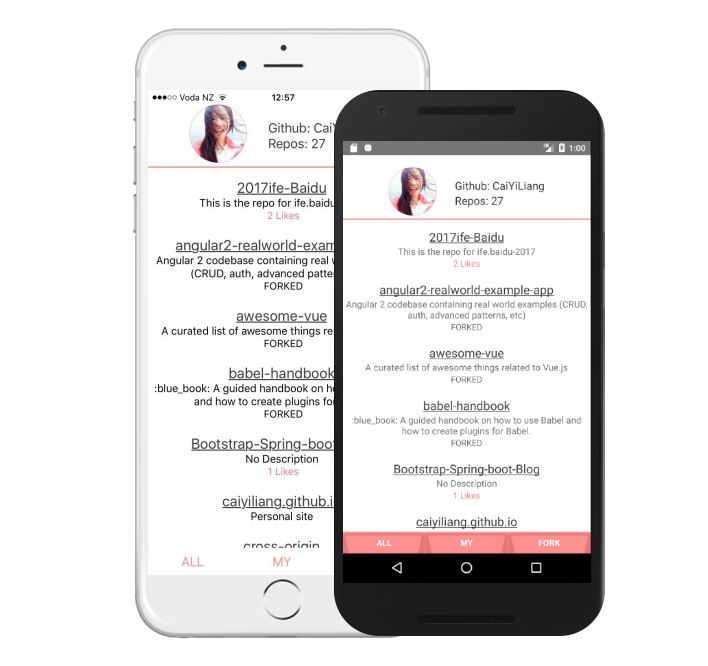 Voda NZ 12:57
Github: CaiY
Repos: 27
2017ife-Baidu
This is the repo for ife.baidu
2 Likes
angular2-realworld-exam
Angular 2 codebase containing real w
(CRUD, auth, advanced patter
FORKED
awesome-vue
A curated list of awesome things re
FORKED
babel-handbook
:blue_book: A guided handbook on h
and how to create plugins for
FORKED
Bootstrap-Spring-boot
No Description
1 Likes
caiyiliang.github.i
Personal site
cross-origin
ALL MY
1:00
Github: CaiYiLiang
Repos: 27
2017ife-Baidu
This is the repo for ife.baidu-2017
2 Likes
angular2-realworld-example-app
Angular 2 codebase containing real world examples (CRUD,
auth, advanced patterns, etc)
FORKED
awesome-vue
A curated list of awesome things related to Vue.js
FORKED
babel-handbook
:blue_book: A guided handbook on how to use Babel and
how to create plugins for Babel.
FORKED
Bootstrap-Spring-boot-Blog
No Description
1 Likes
caiyiliang.github.io
ALL MY FORK